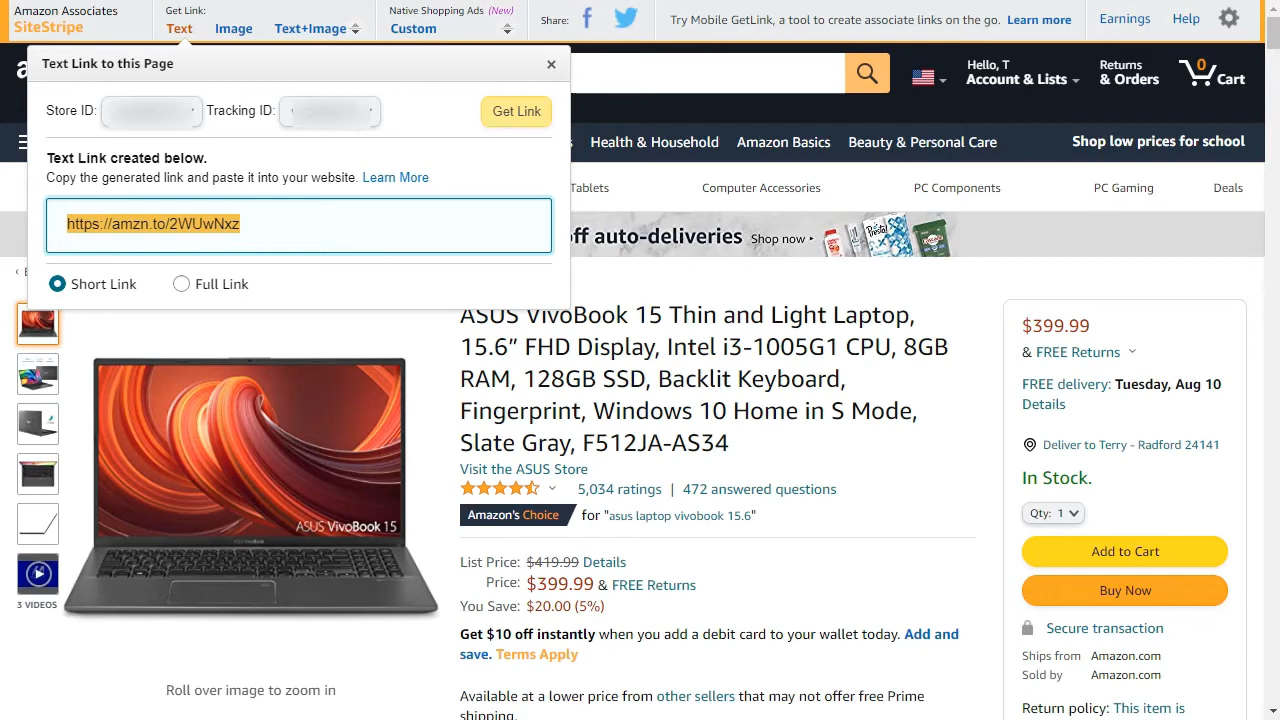 Amazon Associates
SiteStripe
Get Link:
Text
Image
Text+Image
Native Shopping Ads (New)
Custom
Share:
Try Mobile GetLink, a tool to create associate links on the go. Learn more
Earnings
Help
Text Link to this Page
×
Store ID:
Tracking ID:
Get Link
Text Link created below.
Copy the generated link and paste it into your website. Learn More
https://amzn.to/2WUwNxz
Short Link
Full Link
Hello, T
Account & Lists
Returns
& Orders
0
Cart
Health & Household
Amazon Basics
Beauty & Personal Care
Shop low prices for school
Tablets
Computer Accessories
PC Components
PC Gaming
Deals
off auto-deliveries
Shop now ▸
Presto!
ASUS VivoBook 15 Thin and Light Laptop,
15.6” FHD Display, Intel i3-1005G1 CPU, 8GB
RAM, 128GB SSD, Backlit Keyboard,
Fingerprint, Windows 10 Home in S Mode,
Slate Gray, F512JA-AS34
Visit the ASUS Store
5,034 ratings | 472 answered questions
Amazon's Choice for "asus laptop vivobook 15.6"
List Price: $419.99 Details
Price: $399.99 & FREE Returns
You Save: $20.00 (5%)
Get $10 off instantly when you add a debit card to your wallet today. Add and
save. Terms Apply
Available at a lower price from other sellers that may not offer free Prime
shipping.
ASUS VivoBook 15
3 VIDEOS
Roll over image to zoom in
$399.99
& FREE Returns
FREE delivery: Tuesday, Aug 10
Details
Deliver to Terry - Radford 24141
In Stock.
Qty: 1
Add to Cart
Buy Now
Secure transaction
Ships from Amazon.com
Sold by Amazon.com
Return policy: This item is